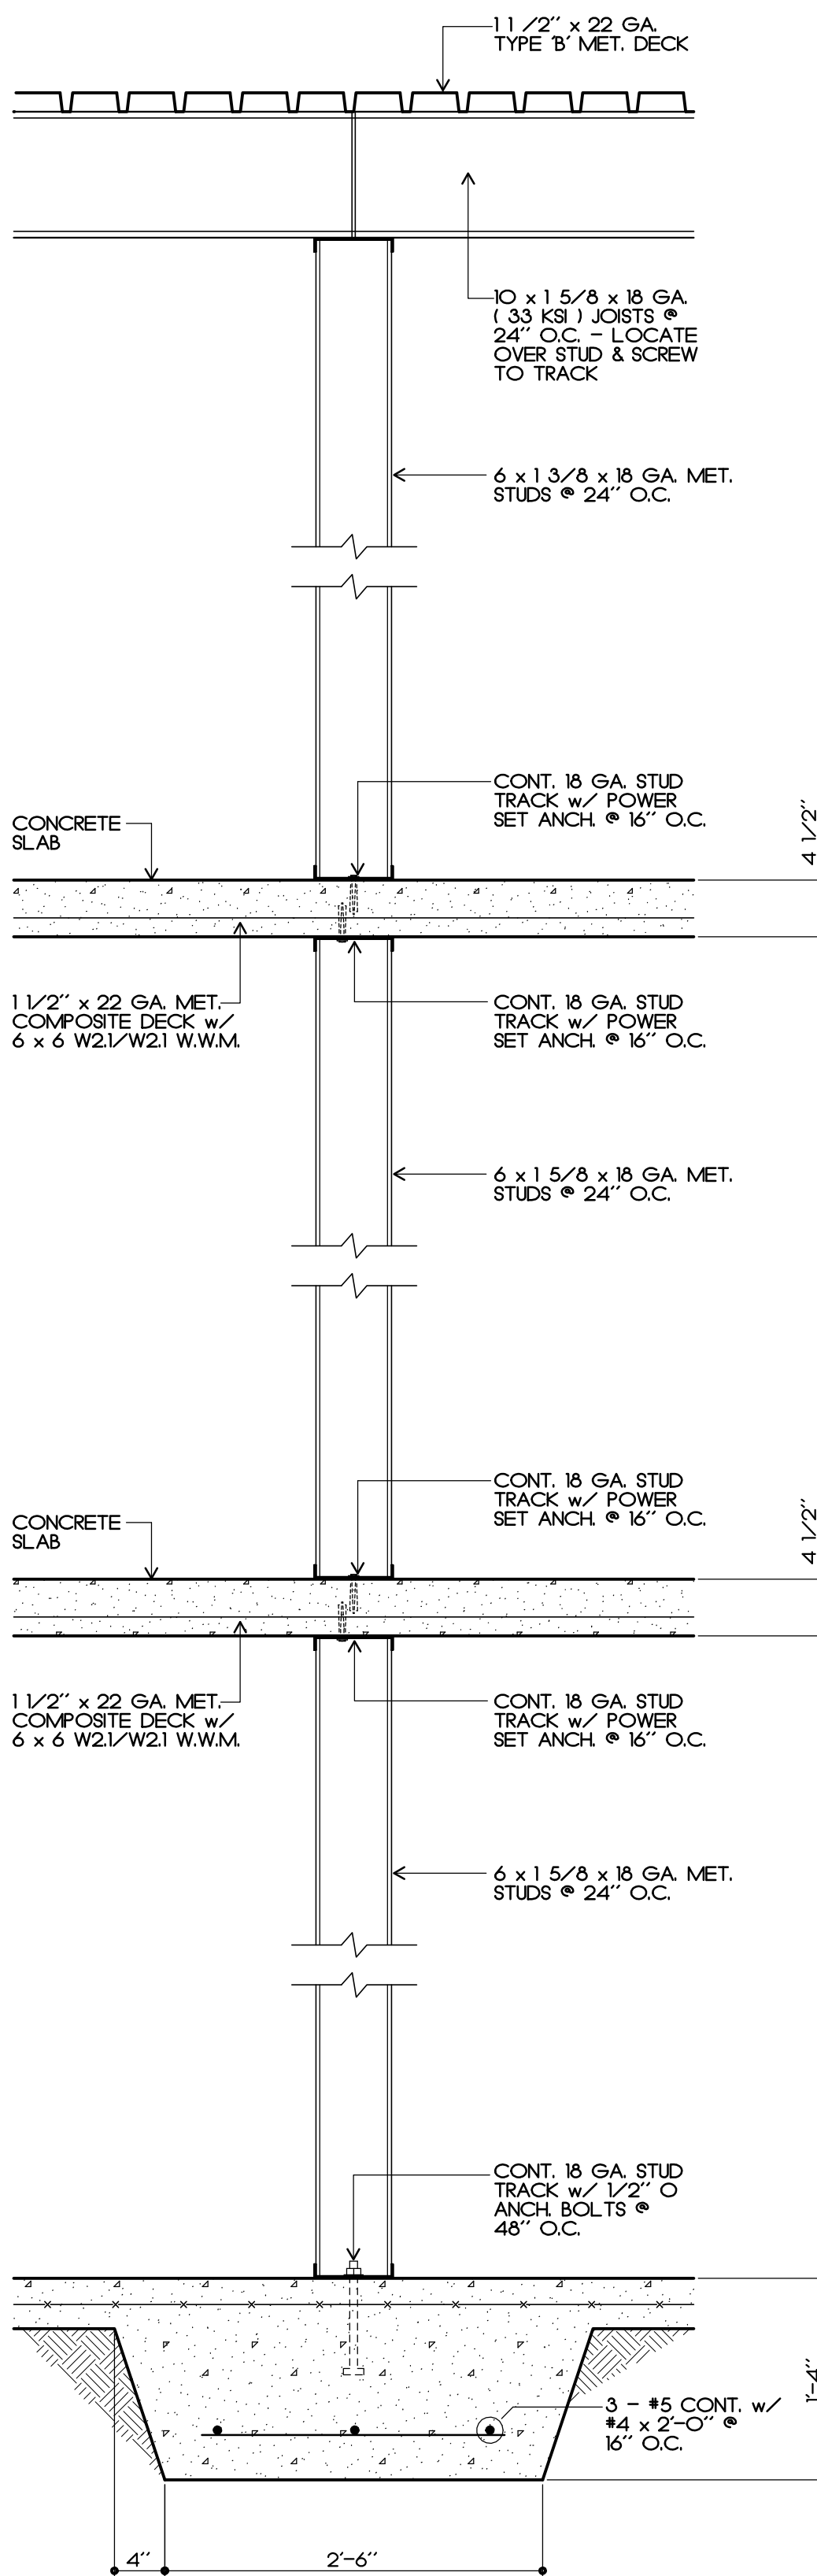 1 1 /2" x 22 GA.
TYPE 'B' MET. DECK
10 x 1 5/8 x 18 GA.
( 33 KSI ) JOISTS @
24" O.C. - LOCATE
OVER STUD & SCREW
TO TRACK
6 x 1 3/8 x 18 GA. MET.
STUDS @ 24" O.C.
CONT. 18 GA. STUD
TRACK w/ POWER
SET ANCH. @ 16" O.C.
CONCRETE
SLAB
4 1/2"
1 1/2" x 22 GA. MET.
COMPOSITE DECK w/
6 x 6 W2.1/W2.1 W.W.M.
CONT. 18 GA. STUD
TRACK w/ POWER
SET ANCH. @ 16" O.C.
6 x 1 5/8 x 18 GA. MET.
STUDS @ 24" O.C.
CONT. 18 GA. STUD
TRACK w/ POWER
SET ANCH. @ 16" O.C.
CONCRETE
SLAB
4 1/2"
1 1/2" x 22 GA. MET.
COMPOSITE DECK w/
6 x 6 W2.1/W2.1 W.W.M.
CONT. 18 GA. STUD
TRACK w/ POWER
SET ANCH. @ 16" O.C.
6 x 1 5/8 x 18 GA. MET.
STUDS @ 24" O.C.
CONT. 18 GA. STUD
TRACK w/ 1/2" O
ANCH. BOLTS @
48" O.C.
1'-4"
3 - #5 CONT. w/
#4 x 2'-0" @
16" O.C.
4"
2'-6"